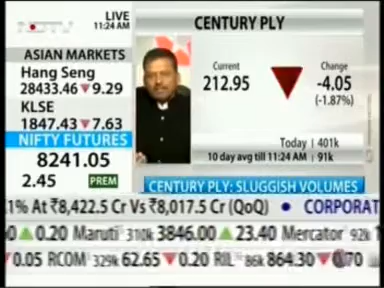 NDTV
LIVE
11:24 AM
ASIAN MARKETS
Hang Seng
28433.46 ▼ 9.29
KLSE
1847.43 ▼ 7.63
NIFTY FUTURES
8241.05
2.45 PREM
CENTURY PLY
Current
212.95
Change
-4.05
(-1.87%)
Today | 401k
10 day avg till 11:24 AM | 91k
CENTURY PLY: SLUGGISH VOLUMES
.1% At ₹8,422.5 Cr Vs ₹8,017.5 Cr (QoQ) ● CORPORAT
▲ 0.20 Maruti 310k 3846.00 ▲ 23.40 Mercator 92k
▼ 0.05 RCOM 329k 62.65 ▼ 0.20 RIL 86k 864.30 ▼ 0.70